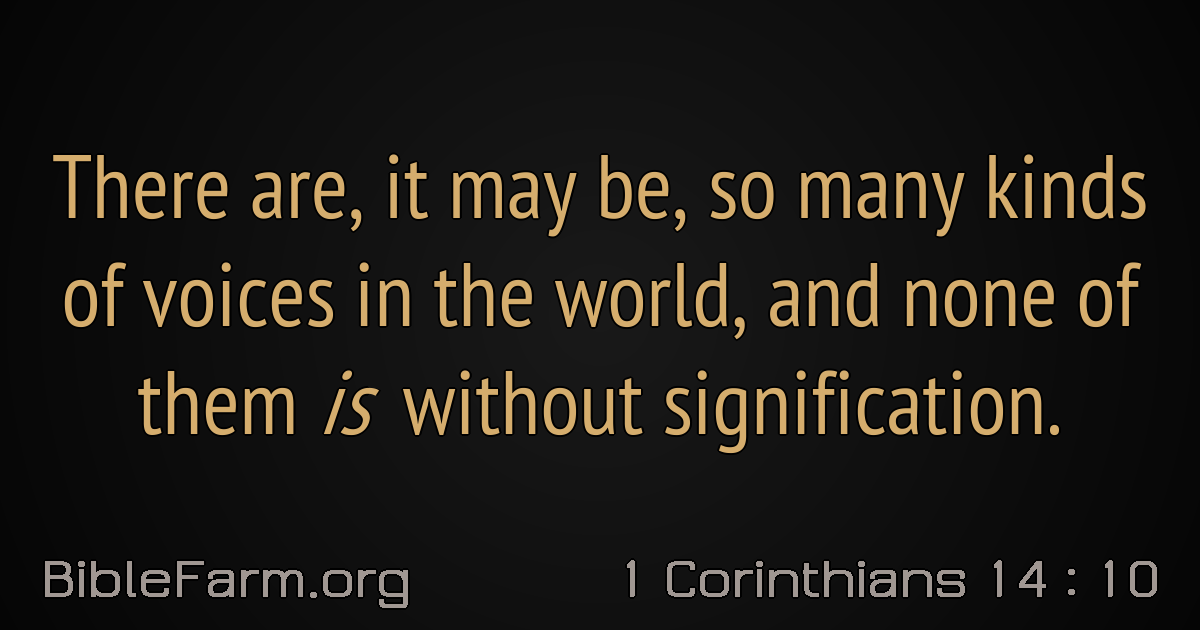 There are, it may be, so many kinds
of voices in the world, and none of
them is without signification.
BibleFarm.org
1 Corinthians 14 : 10